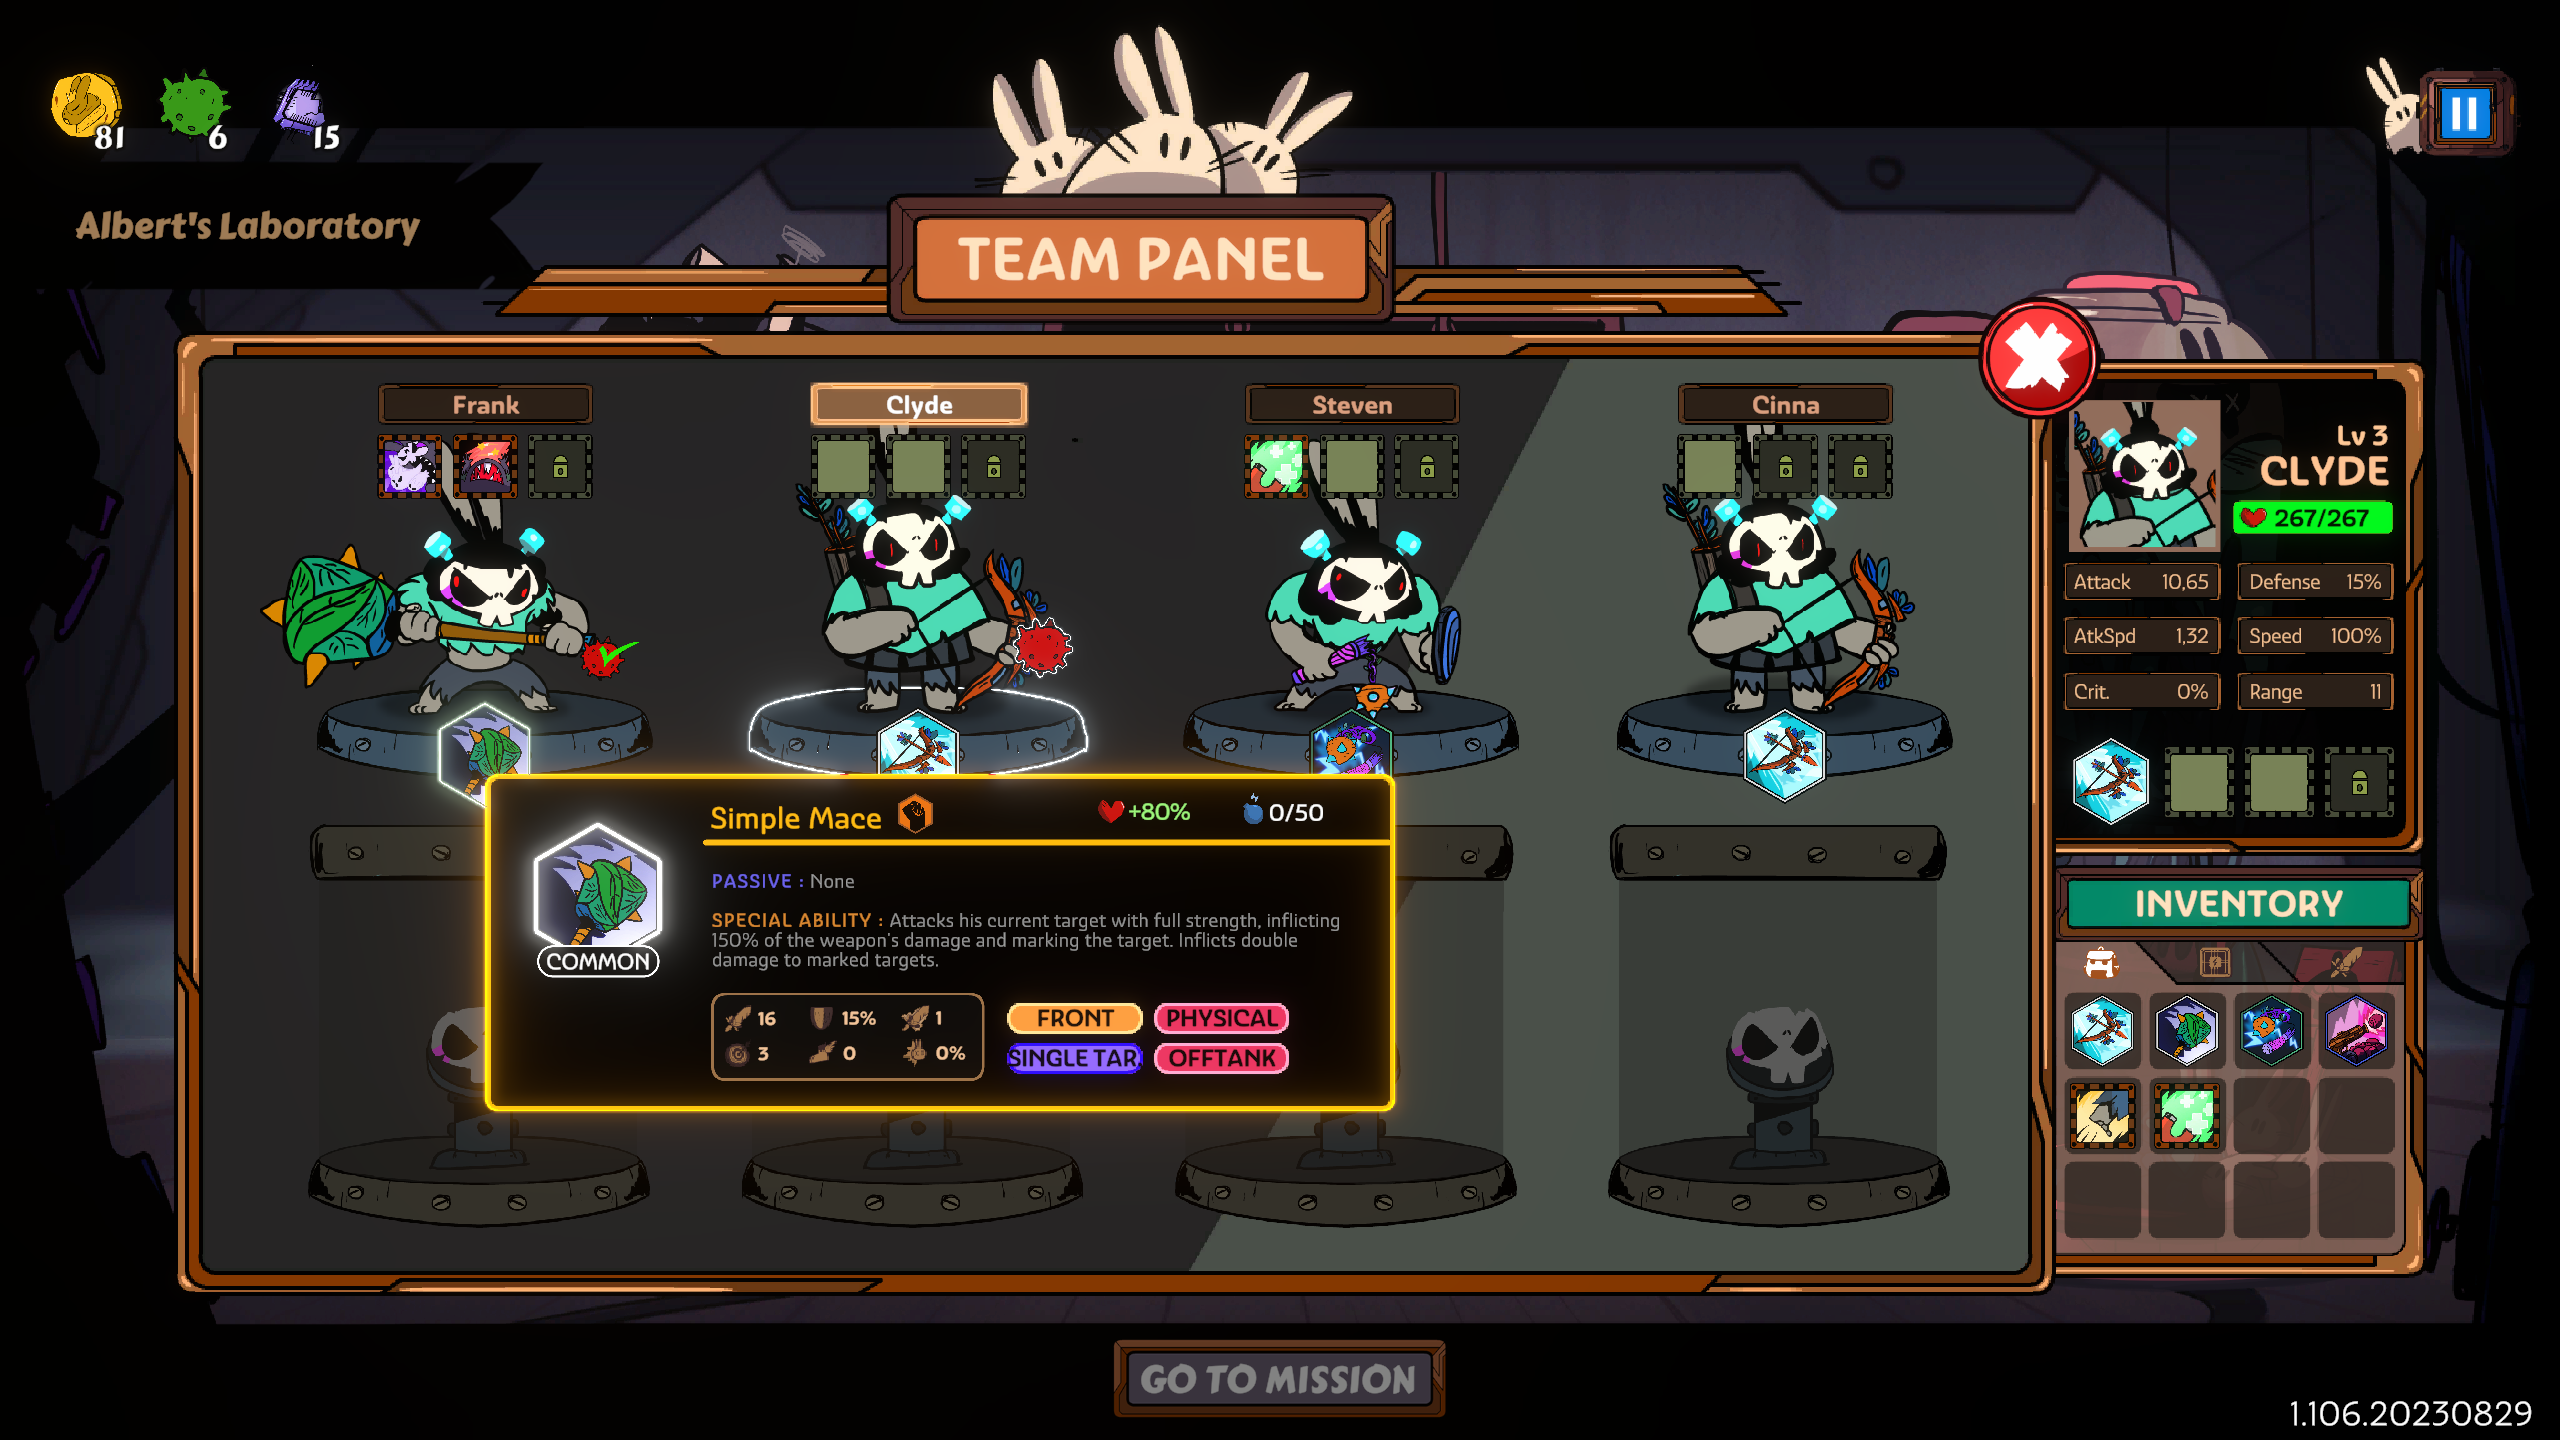 81
6
15
Albert's Laboratory
TEAM PANEL
Frank
Clyde
Steven
Cinna
Lv 3
CLYDE
267/267
Attack 10,65
Defense 15%
AtkSpd 1,32
Speed 100%
Crit. 0%
Range 11
Simple Mace
+80%
0/50
COMMON
PASSIVE : None
SPECIAL ABILITY : Attacks his current target with full strength, inflicting
150% of the weapon's damage and marking the target. Inflicts double
damage to marked targets.
16 15% 1
3 0 0%
FRONT
PHYSICAL
SINGLE TAR
OFFTANK
INVENTORY
GO TO MISSION
1.106.20230829